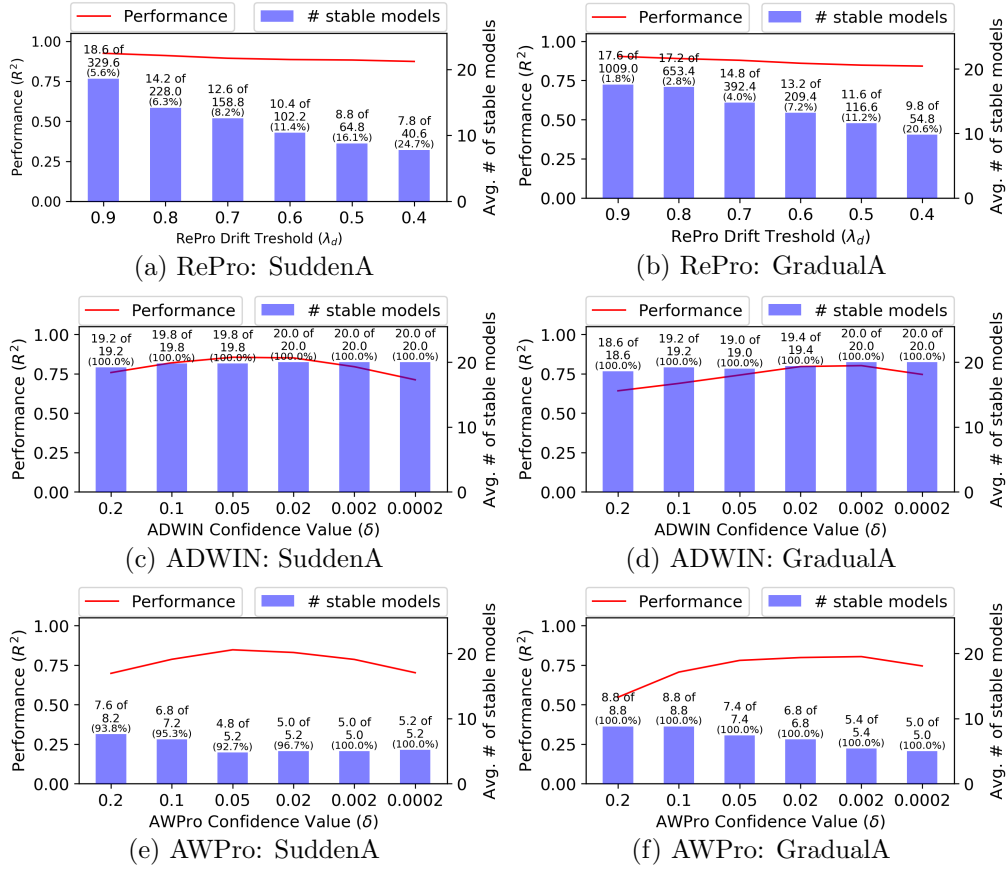 Performance # stable models
Performance (R²)
1.00
0.75
0.50
0.25
0.00
18.6 of
329.6
(5.6%)
14.2 of
228.0
(6.3%)
12.6 of
158.8
(8.2%)
10.4 of
102.2
(11.4%)
8.8 of
64.8
(16.1%)
7.8 of
40.6
(24.7%)
20
10
0
Avg. # of stable models
0.9 0.8 0.7 0.6 0.5 0.4
RePro Drift Treshold (λd)
(a) RePro: SuddenA
Performance # stable models
Performance (R²)
1.00
0.75
0.50
0.25
0.00
17.6 of
1009.0
(1.8%)
17.2 of
653.4
(2.8%)
14.8 of
392.4
(4.0%)
13.2 of
209.4
(7.2%)
11.6 of
116.6
(11.2%)
9.8 of
54.8
(20.6%)
20
10
0
Avg. # of stable models
0.9 0.8 0.7 0.6 0.5 0.4
RePro Drift Treshold (λd)
(b) RePro: GradualA
Performance # stable models
Performance (R²)
1.00
0.75
0.50
0.25
0.00
19.2 of
19.2
(100.0%)
19.8 of
19.8
(100.0%)
19.8 of
19.8
(100.0%)
20.0 of
20.0
(100.0%)
20.0 of
20.0
(100.0%)
20.0 of
20.0
(100.0%)
20
10
0
Avg. # of stable models
0.2 0.1 0.05 0.02 0.002 0.0002
ADWIN Confidence Value (δ)
(c) ADWIN: SuddenA
Performance # stable models
Performance (R²)
1.00
0.75
0.50
0.25
0.00
18.6 of
18.6
(100.0%)
19.2 of
19.2
(100.0%)
19.0 of
19.0
(100.0%)
19.4 of
19.4
(100.0%)
20.0 of
20.0
(100.0%)
20.0 of
20.0
(100.0%)
20
10
0
Avg. # of stable models
0.2 0.1 0.05 0.02 0.002 0.0002
ADWIN Confidence Value (δ)
(d) ADWIN: GradualA
Performance # stable models
Performance (R²)
1.00
0.75
0.50
0.25
0.00
7.6 of
8.2
(93.8%)
6.8 of
7.2
(95.3%)
4.8 of
5.2
(92.7%)
5.0 of
5.2
(96.7%)
5.0 of
5.0
(100.0%)
5.2 of
5.2
(100.0%)
20
10
0
Avg. # of stable models
0.2 0.1 0.05 0.02 0.002 0.0002
AWPro Confidence Value (δ)
(e) AWPro: SuddenA
Performance # stable models
Performance (R²)
1.00
0.75
0.50
0.25
0.00
8.8 of
8.8
(100.0%)
8.8 of
8.8
(100.0%)
7.4 of
7.4
(100.0%)
6.8 of
6.8
(100.0%)
5.4 of
5.4
(100.0%)
5.0 of
5.0
(100.0%)
20
10
0
Avg. # of stable models
0.2 0.1 0.05 0.02 0.002 0.0002
AWPro Confidence Value (δ)
(f) AWPro: GradualA